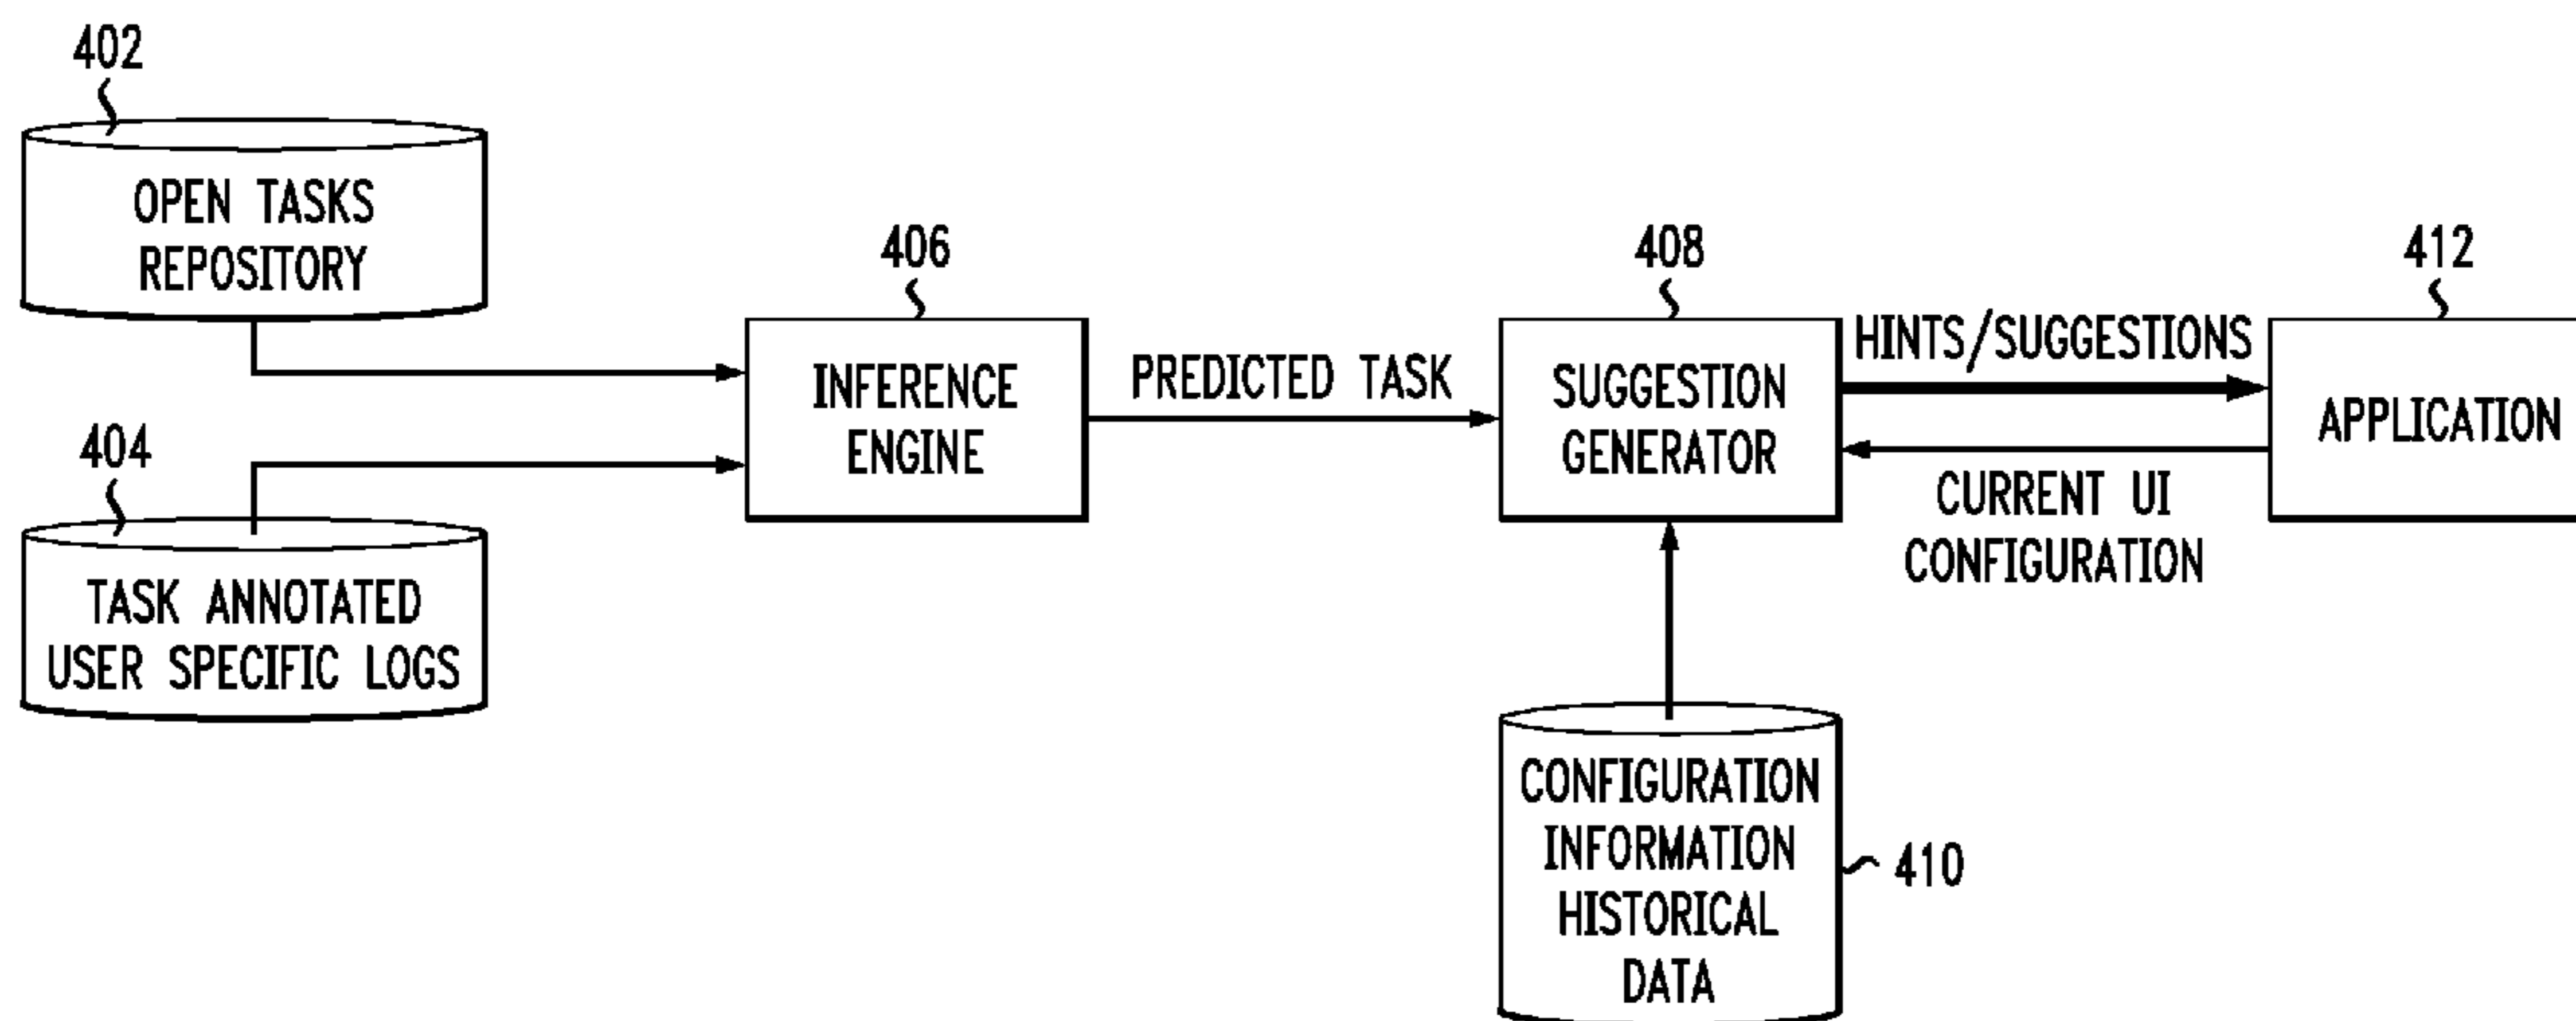 402
OPEN TASKS
REPOSITORY
404
TASK ANNOTATED
USER SPECIFIC LOGS
406
INFERENCE
ENGINE
PREDICTED TASK
408
SUGGESTION
GENERATOR
HINTS/SUGGESTIONS
CURRENT UI
CONFIGURATION
412
APPLICATION
CONFIGURATION
INFORMATION
HISTORICAL
DATA
410